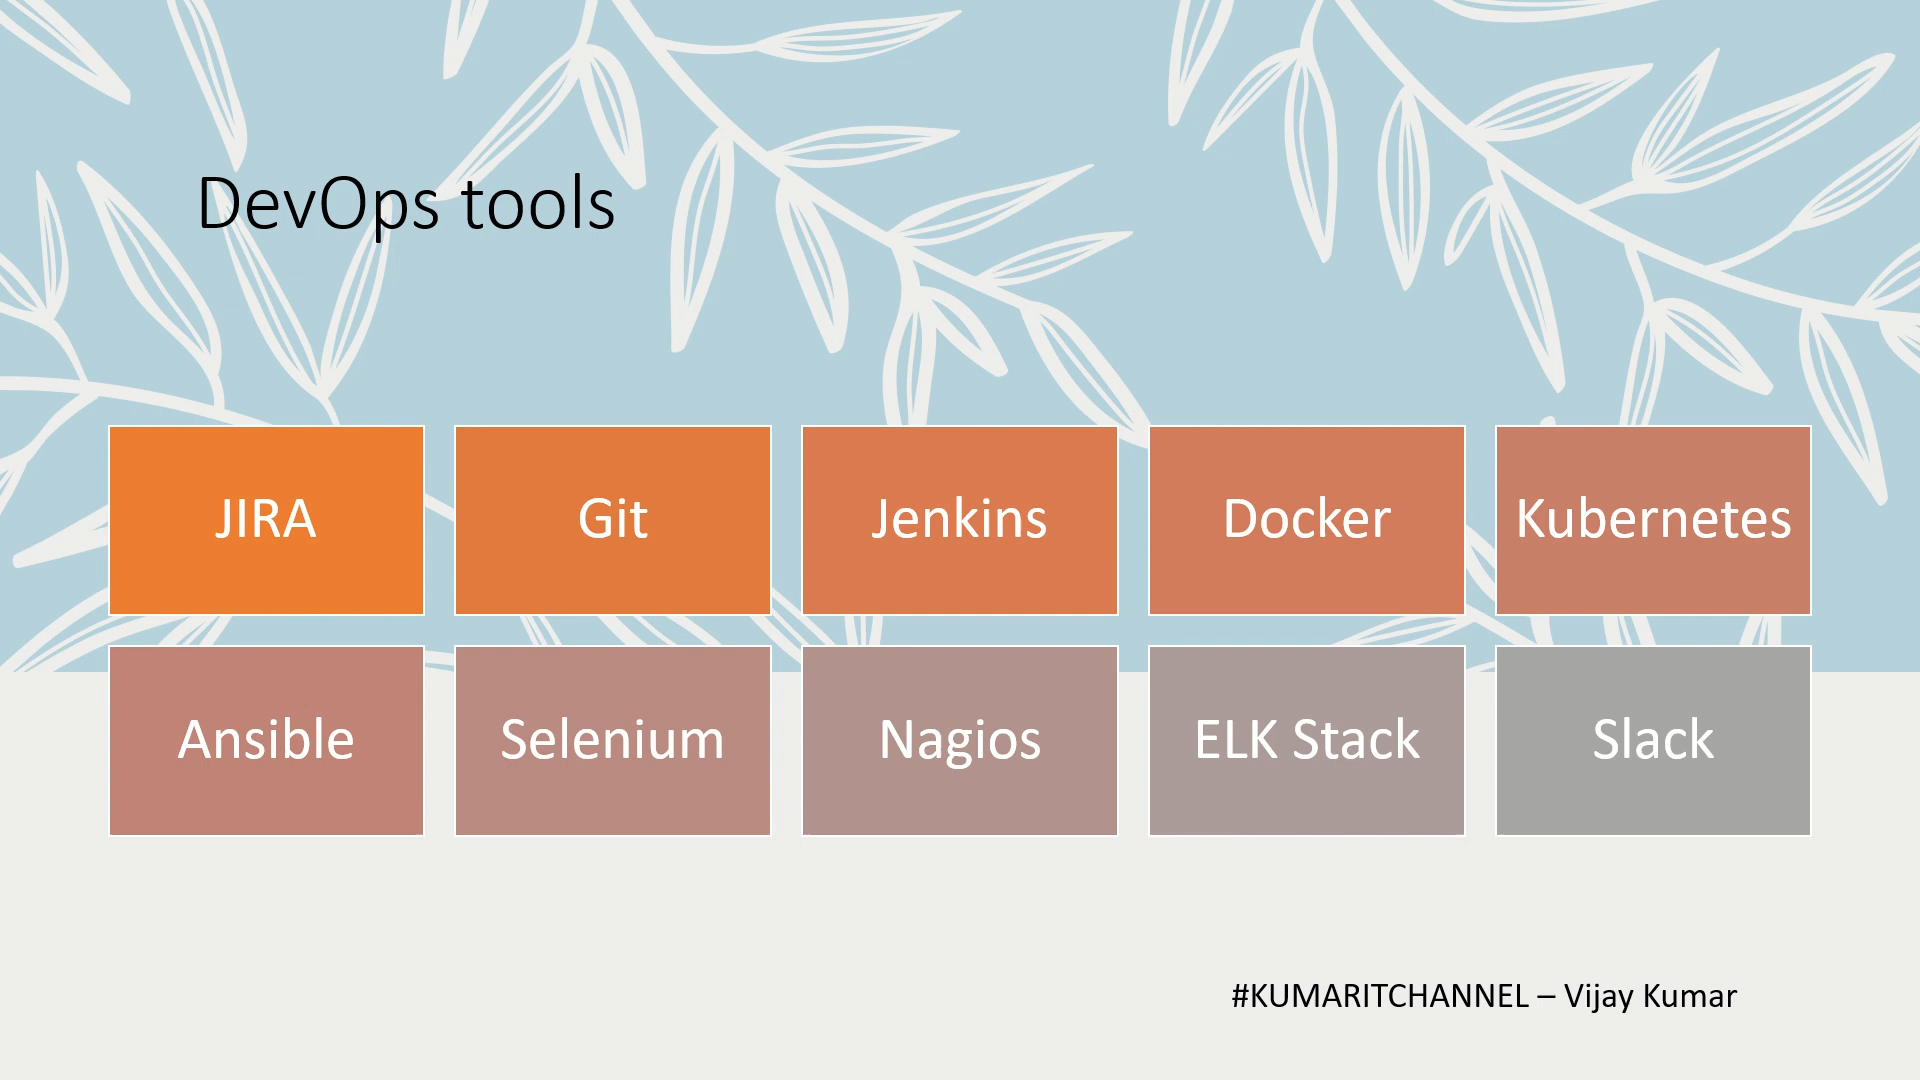 DevOps tools
JIRA
Git
Jenkins
Docker
Kubernetes
Ansible
Selenium
Nagios
ELK Stack
Slack
#KUMARITCHANNEL – Vijay Kumar